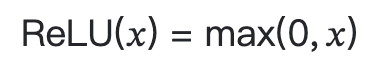 ReLU(x) = max(0, x)